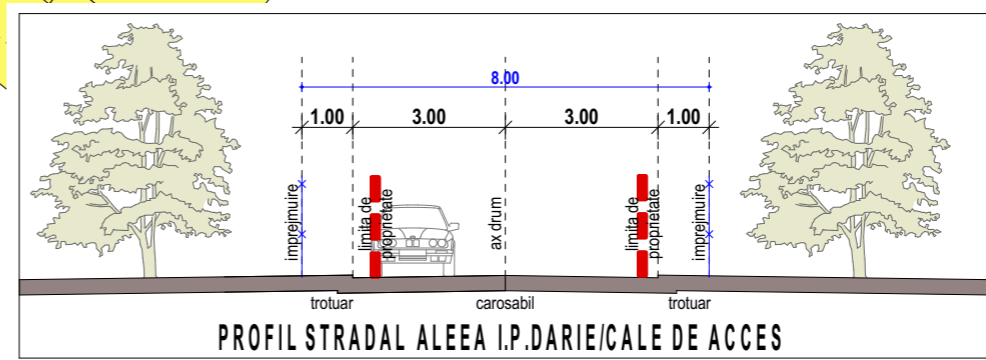 8.00
1.00 3.00 3.00 1.00
imprejmuire
limita de
proprietate
ax drum
limita de
proprietate
imprejmuire
trotuar carosabil trotuar
PROFIL STRADAL ALEEA I.P.DARIE/CALE DE ACCES